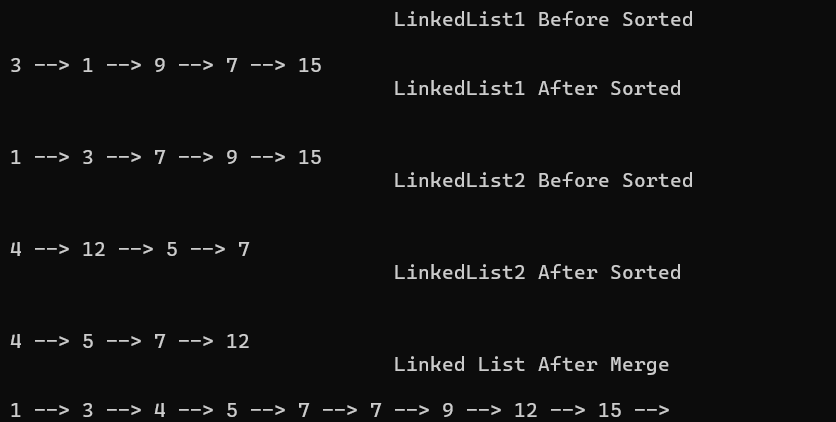 LinkedList1 Before Sorted
3 --> 1 --> 9 --> 7 --> 15
LinkedList1 After Sorted
1 --> 3 --> 7 --> 9 --> 15
LinkedList2 Before Sorted
4 --> 12 --> 5 --> 7
LinkedList2 After Sorted
4 --> 5 --> 7 --> 12
Linked List After Merge
1 --> 3 --> 4 --> 5 --> 7 --> 7 --> 9 --> 12 --> 15 -->